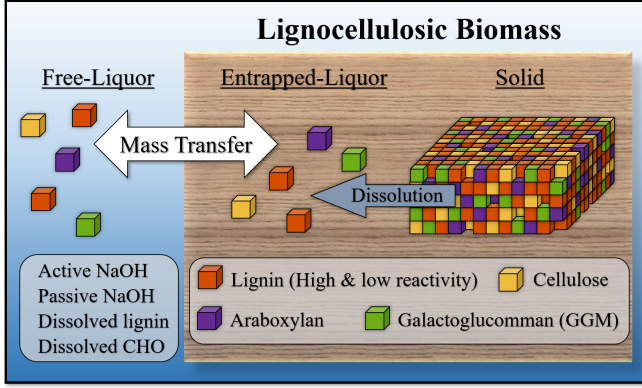 Lignocellulosic Biomass
Free-Liquor
Entrapped-Liquor
Solid
Mass Transfer
Dissolution
Active NaOH
Passive NaOH
Dissolved lignin
Dissolved CHO
Lignin (High & low reactivity)
Cellulose
Araboxylan
Galactoglucomman (GGM)